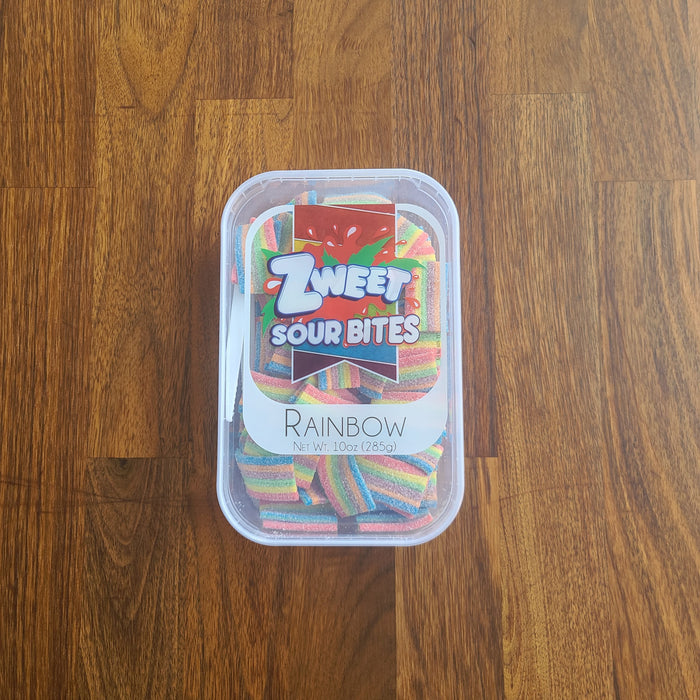 Zweet
Sour Bites
Rainbow
Net Wt. 10oz (285g)